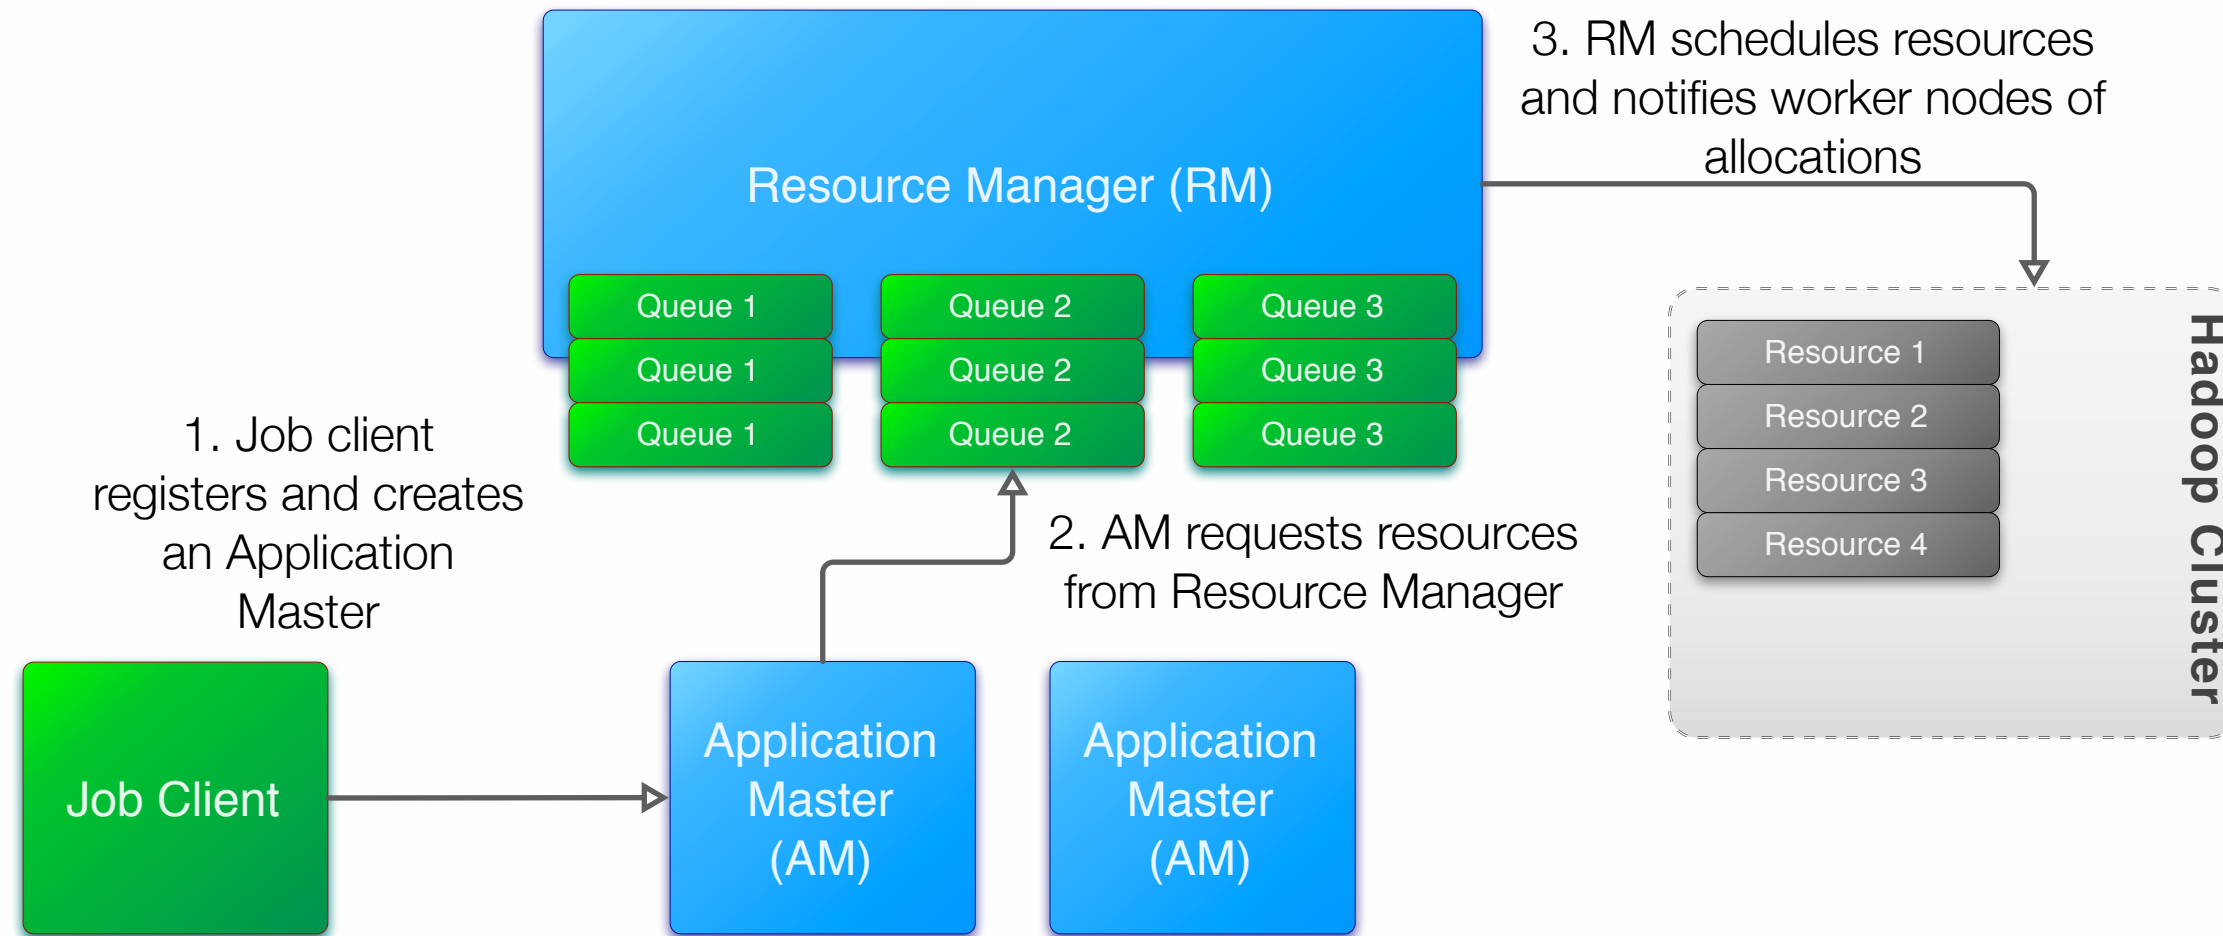 Resource Manager (RM)
Queue 1
Queue 1
Queue 1
Queue 2
Queue 2
Queue 2
Queue 3
Queue 3
Queue 3
3. RM schedules resources
and notifies worker nodes of
allocations
Resource 1
Resource 2
Resource 3
Resource 4
Hadoop Cluster
1. Job client
registers and creates
an Application
Master
2. AM requests resources
from Resource Manager
Job Client
Application
Master
(AM)
Application
Master
(AM)